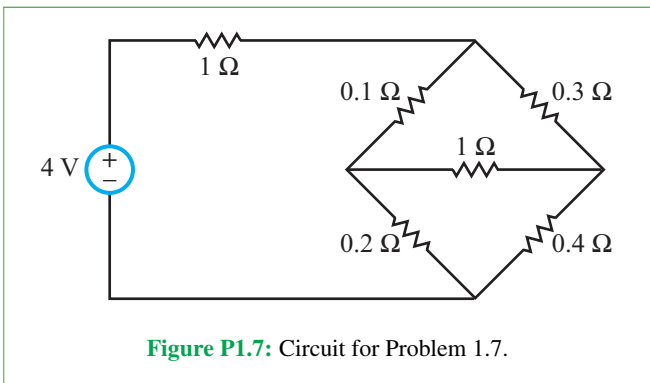 1 Ω
0.1 Ω
0.3 Ω
4 V
+
−
1 Ω
0.2 Ω
0.4 Ω
Figure P1.7: Circuit for Problem 1.7.